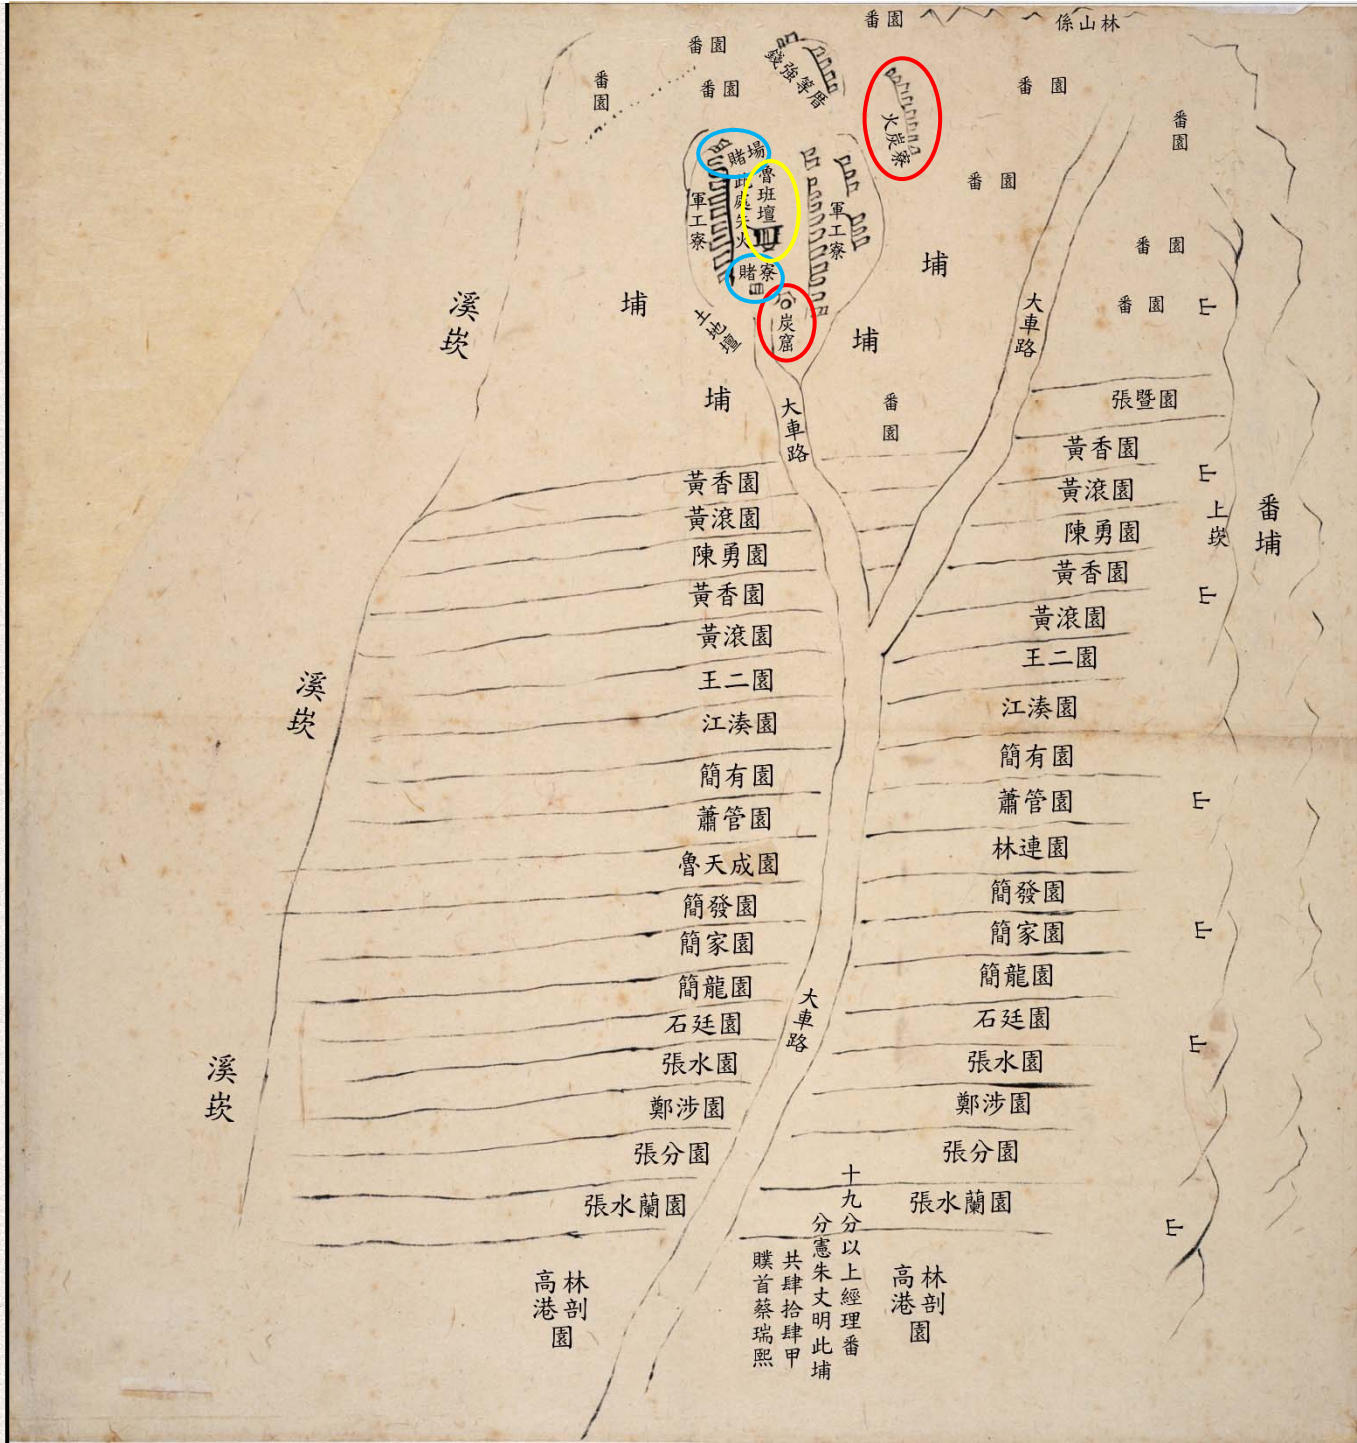 番園
係山林
番園
番園
番園
錢強等厝
火炭寮
番園
番園
番園
番園
番園
賭場
軍工寮
此處失火
魯班壇
軍工寮
賭寮
炭窟
土地壇
埔
埔
埔
埔
溪崁
大車路
大車路
番園
張暨園
黃香園
黃滾園
陳勇園
黃香園
黃滾園
王二園
江湊園
簡有園
蕭管園
林連園
簡發園
簡家園
簡龍園
石廷園
張水園
鄭涉園
張分園
張水蘭園
上崁
番埔
黃香園
黃滾園
陳勇園
黃香園
黃滾園
王二園
江湊園
簡有園
蕭管園
魯天成園
簡發園
簡家園
簡龍園
石廷園
張水園
鄭涉園
張分園
張水蘭園
溪崁
溪崁
大車路
十九分以上經理番
分憲朱丈明此埔
共肆拾肆甲
贌首蔡瑞熙
林剖
高港
園
林剖
高港
園